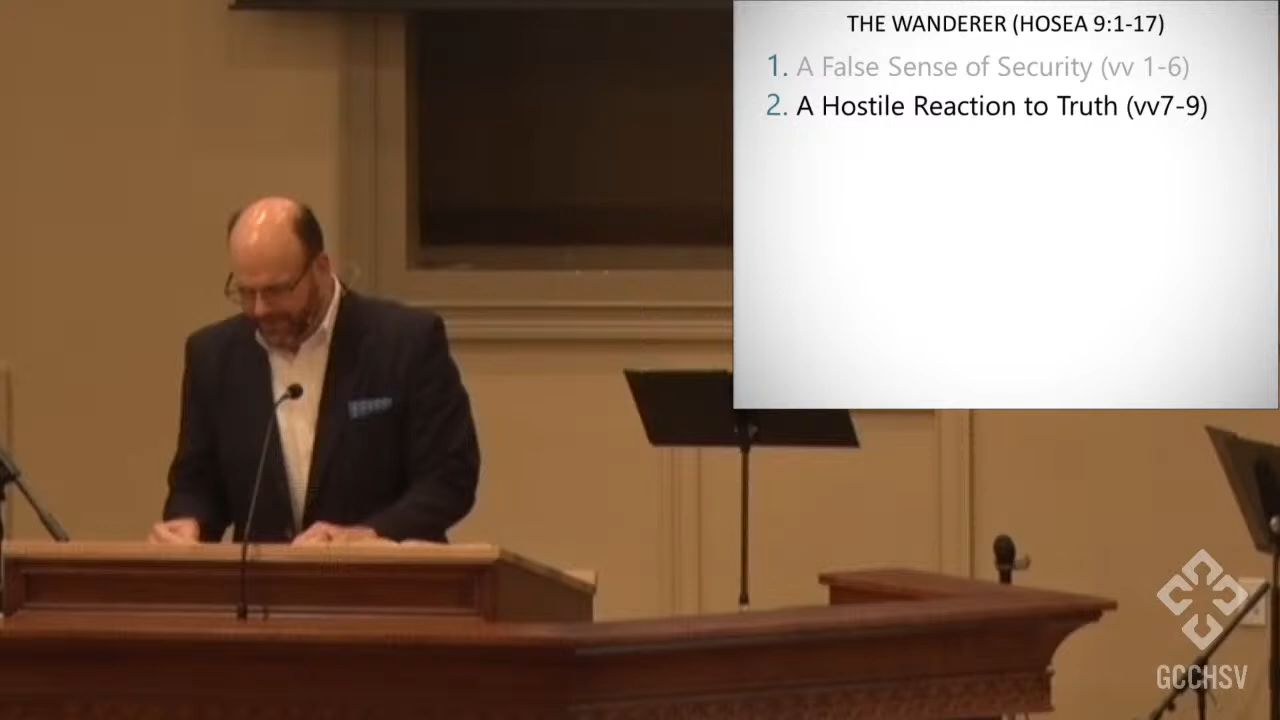 THE WANDERER (HOSEA 9:1-17)
1. A False Sense of Security (vv 1-6)
2. A Hostile Reaction to Truth (vv7-9)
GCCHSV